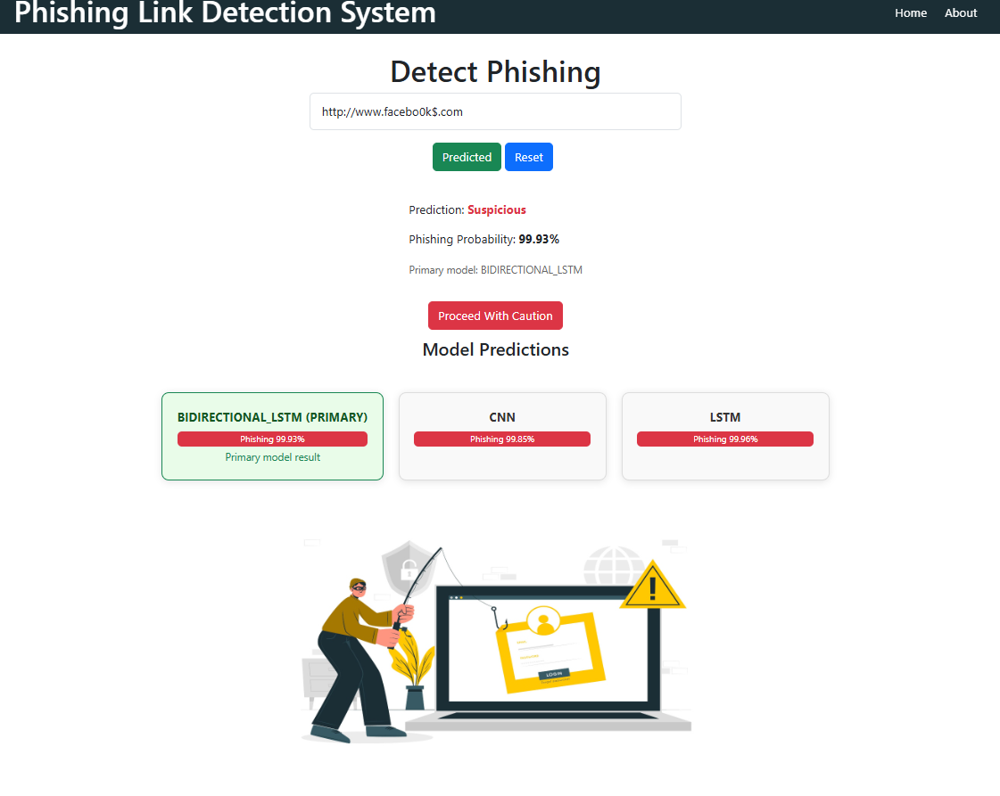 Phishing Link Detection System
Home About
Detect Phishing
http://www.facebo0k$.com
Predicted Reset
Prediction: Suspicious
Phishing Probability: 99.93%
Primary model: BIDIRECTIONAL_LSTM
Proceed With Caution
Model Predictions
BIDIRECTIONAL_LSTM (PRIMARY)
Phishing 99.93%
Primary model result
CNN
Phishing 99.85%
LSTM
Phishing 99.96%
LOGIN